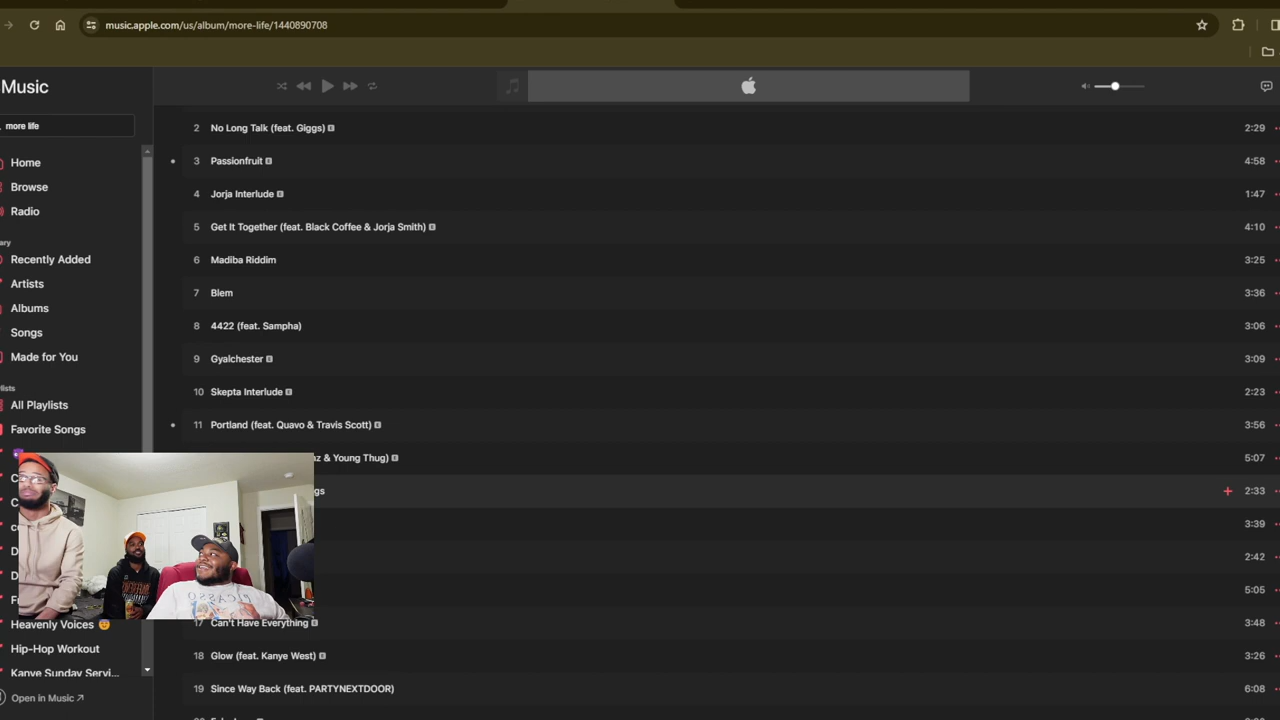 music.apple.com/us/album/more-life/1440890708
Music
more life
Home
Browse
Radio
ary
Recently Added
Artists
Albums
Songs
Made for You
lists
All Playlists
Favorite Songs
Heavenly Voices 😇
Hip-Hop Workout
Kanye Sunday Servi...
Open in Music ↗
2 No Long Talk (feat. Giggs) E 2:29
3 Passionfruit E 4:58
4 Jorja Interlude E 1:47
5 Get It Together (feat. Black Coffee & Jorja Smith) E 4:10
6 Madiba Riddim 3:25
7 Blem 3:36
8 4422 (feat. Sampha) 3:06
9 Gyalchester E 3:09
10 Skepta Interlude E 2:23
11 Portland (feat. Quavo & Travis Scott) E 3:56
nz & Young Thug) E 5:07
gs 2:33
3:39
2:42
5:05
17 Can't Have Everything E 3:48
18 Glow (feat. Kanye West) E 3:26
19 Since Way Back (feat. PARTYNEXTDOOR) 6:08